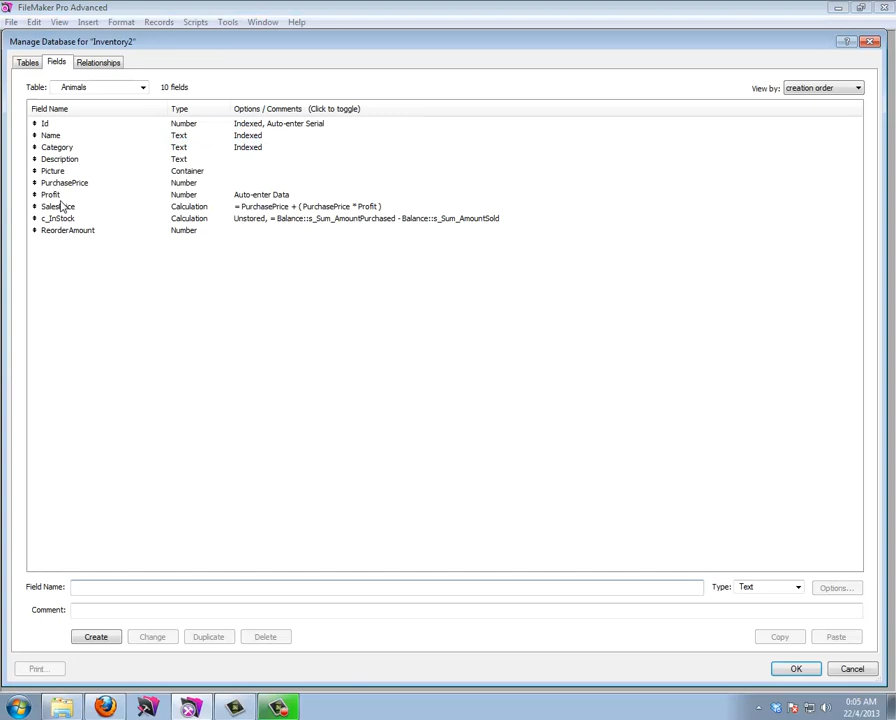 FileMaker Pro Advanced
File Edit View Insert Format Records Scripts Tools Window Help
Manage Database for "Inventory2"
Tables Fields Relationships
Table: Animals 10 fields View by: creation order
Field Name Type Options / Comments (Click to toggle)
Id Number Indexed, Auto-enter Serial
Name Text Indexed
Category Text Indexed
Description Text
Picture Container
PurchasePrice Number
Profit Number Auto-enter Data
Calculation = PurchasePrice + ( PurchasePrice * Profit )
c_InStock Calculation Unstored, = Balance::s_Sum_AmountPurchased - Balance::s_Sum_AmountSold
ReorderAmount Number
Field Name: Type: Text Options...
Comment:
Create Change Duplicate Delete Copy Paste
Print... OK Cancel
0:05 AM
22/4/2013